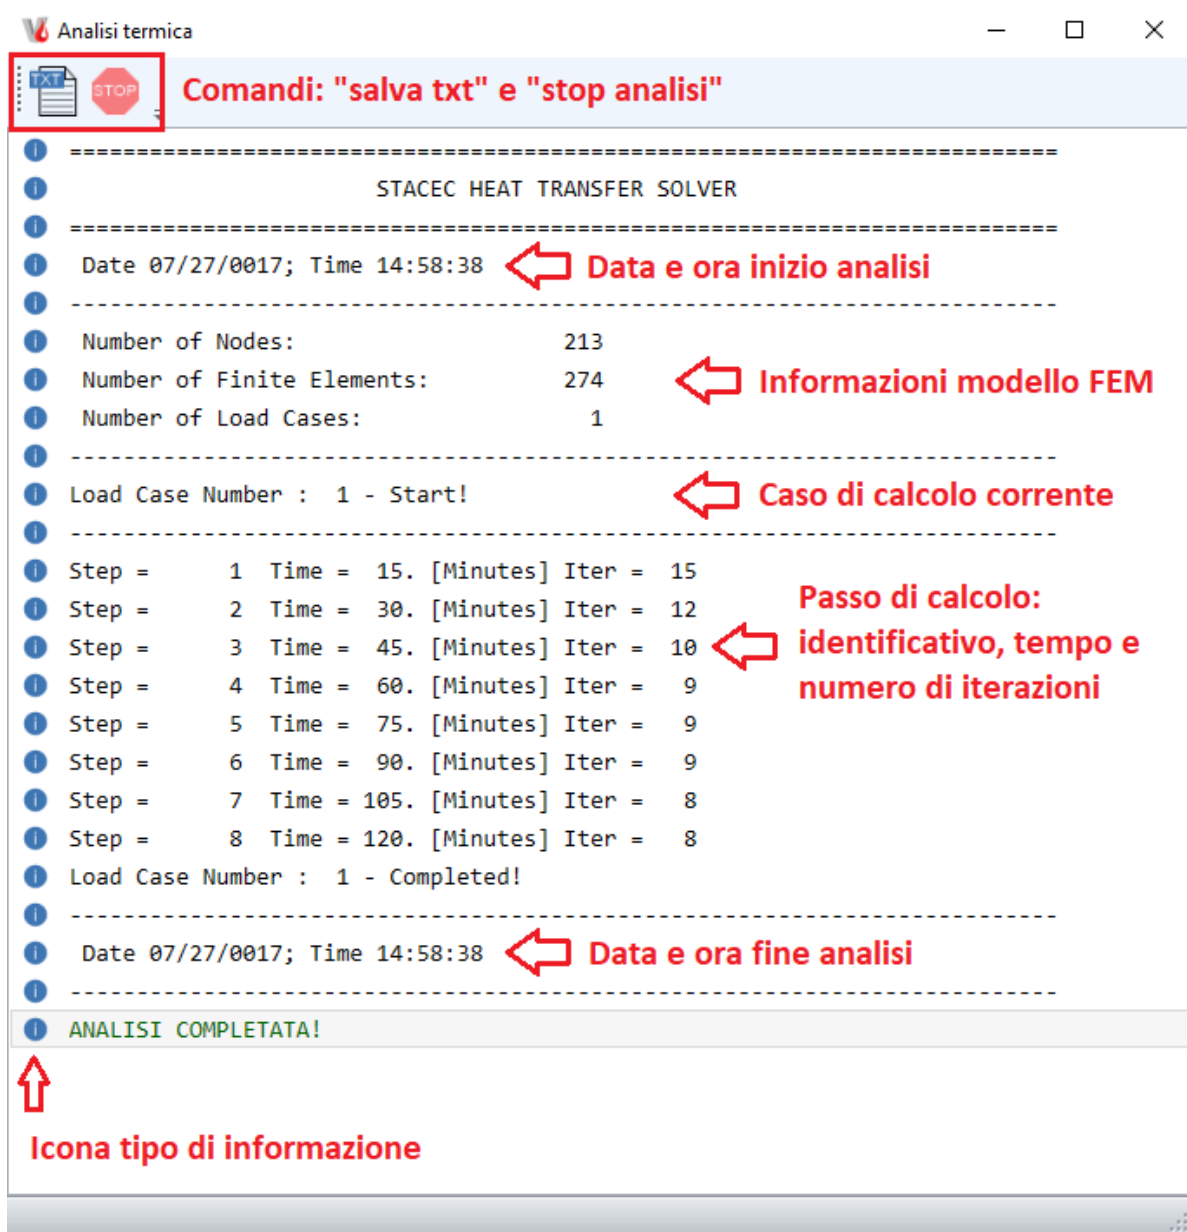 Analisi termica
TXT STOP Comandi: "salva txt" e "stop analisi"
==========================================================================
STACEC HEAT TRANSFER SOLVER
==========================================================================
Date 07/27/0017; Time 14:58:38 Data e ora inizio analisi
--------------------------------------------------------------------------
Number of Nodes: 213
Number of Finite Elements: 274 Informazioni modello FEM
Number of Load Cases: 1
--------------------------------------------------------------------------
Load Case Number : 1 - Start! Caso di calcolo corrente
--------------------------------------------------------------------------
Step = 1 Time = 15. [Minutes] Iter = 15
Step = 2 Time = 30. [Minutes] Iter = 12
Step = 3 Time = 45. [Minutes] Iter = 10
Step = 4 Time = 60. [Minutes] Iter = 9
Step = 5 Time = 75. [Minutes] Iter = 9
Step = 6 Time = 90. [Minutes] Iter = 9
Step = 7 Time = 105. [Minutes] Iter = 8
Step = 8 Time = 120. [Minutes] Iter = 8
Passo di calcolo:
identificativo, tempo e
numero di iterazioni
Load Case Number : 1 - Completed!
--------------------------------------------------------------------------
Date 07/27/0017; Time 14:58:38 Data e ora fine analisi
--------------------------------------------------------------------------
ANALISI COMPLETATA!
Icona tipo di informazione